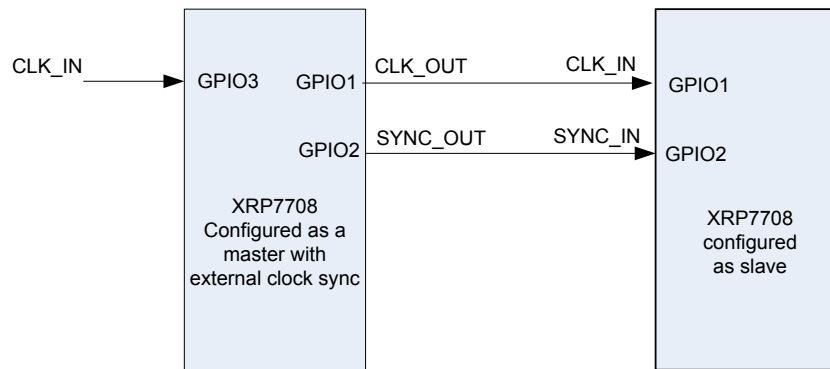 CLK_IN
GPIO3
GPIO1
CLK_OUT
CLK_IN
GPIO1
GPIO2
SYNC_OUT
SYNC_IN
GPIO2
XRP7708
Configured as a
master with
external clock sync
XRP7708
configured
as slave